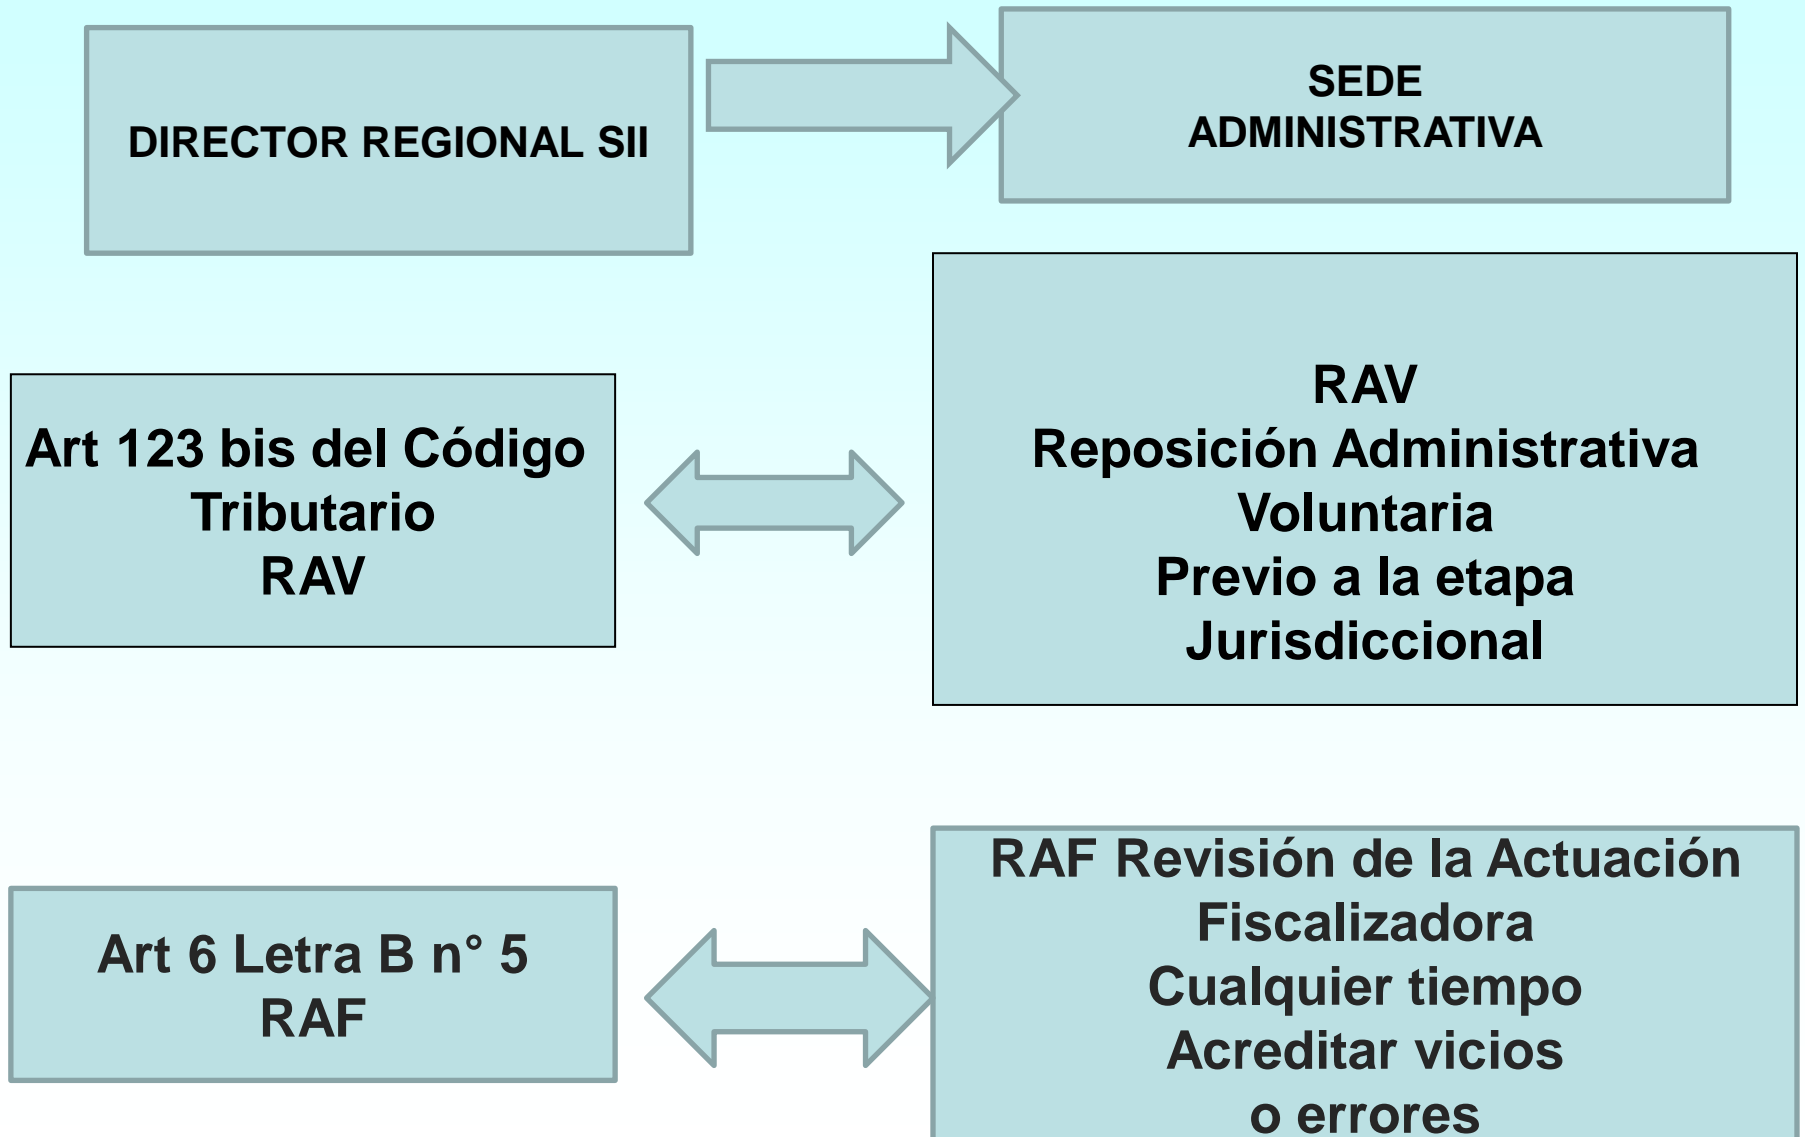 DIRECTOR REGIONAL SII
SEDE
ADMINISTRATIVA
Art 123 bis del Código
Tributario
RAV
RAV
Reposición Administrativa
Voluntaria
Previo a la etapa
Jurisdiccional
Art 6 Letra B n° 5
RAF
RAF Revisión de la Actuación
Fiscalizadora
Cualquier tiempo
Acreditar vicios
o errores